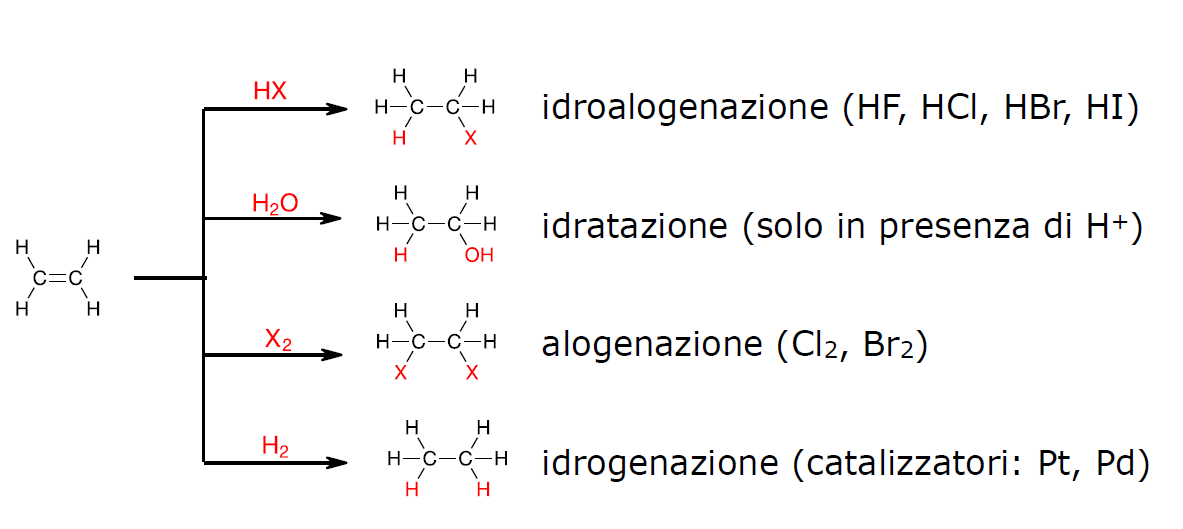 HX
H H
H–C–C–H
H X
idroalogenazione (HF, HCl, HBr, HI)
H₂O
H H
H–C–C–H
H OH
idratazione (solo in presenza di H⁺)
H H
C=C
H H
X₂
H H
H–C–C–H
X X
alogenazione (Cl₂, Br₂)
H₂
H H
H–C–C–H
H H
idrogenazione (catalizzatori: Pt, Pd)